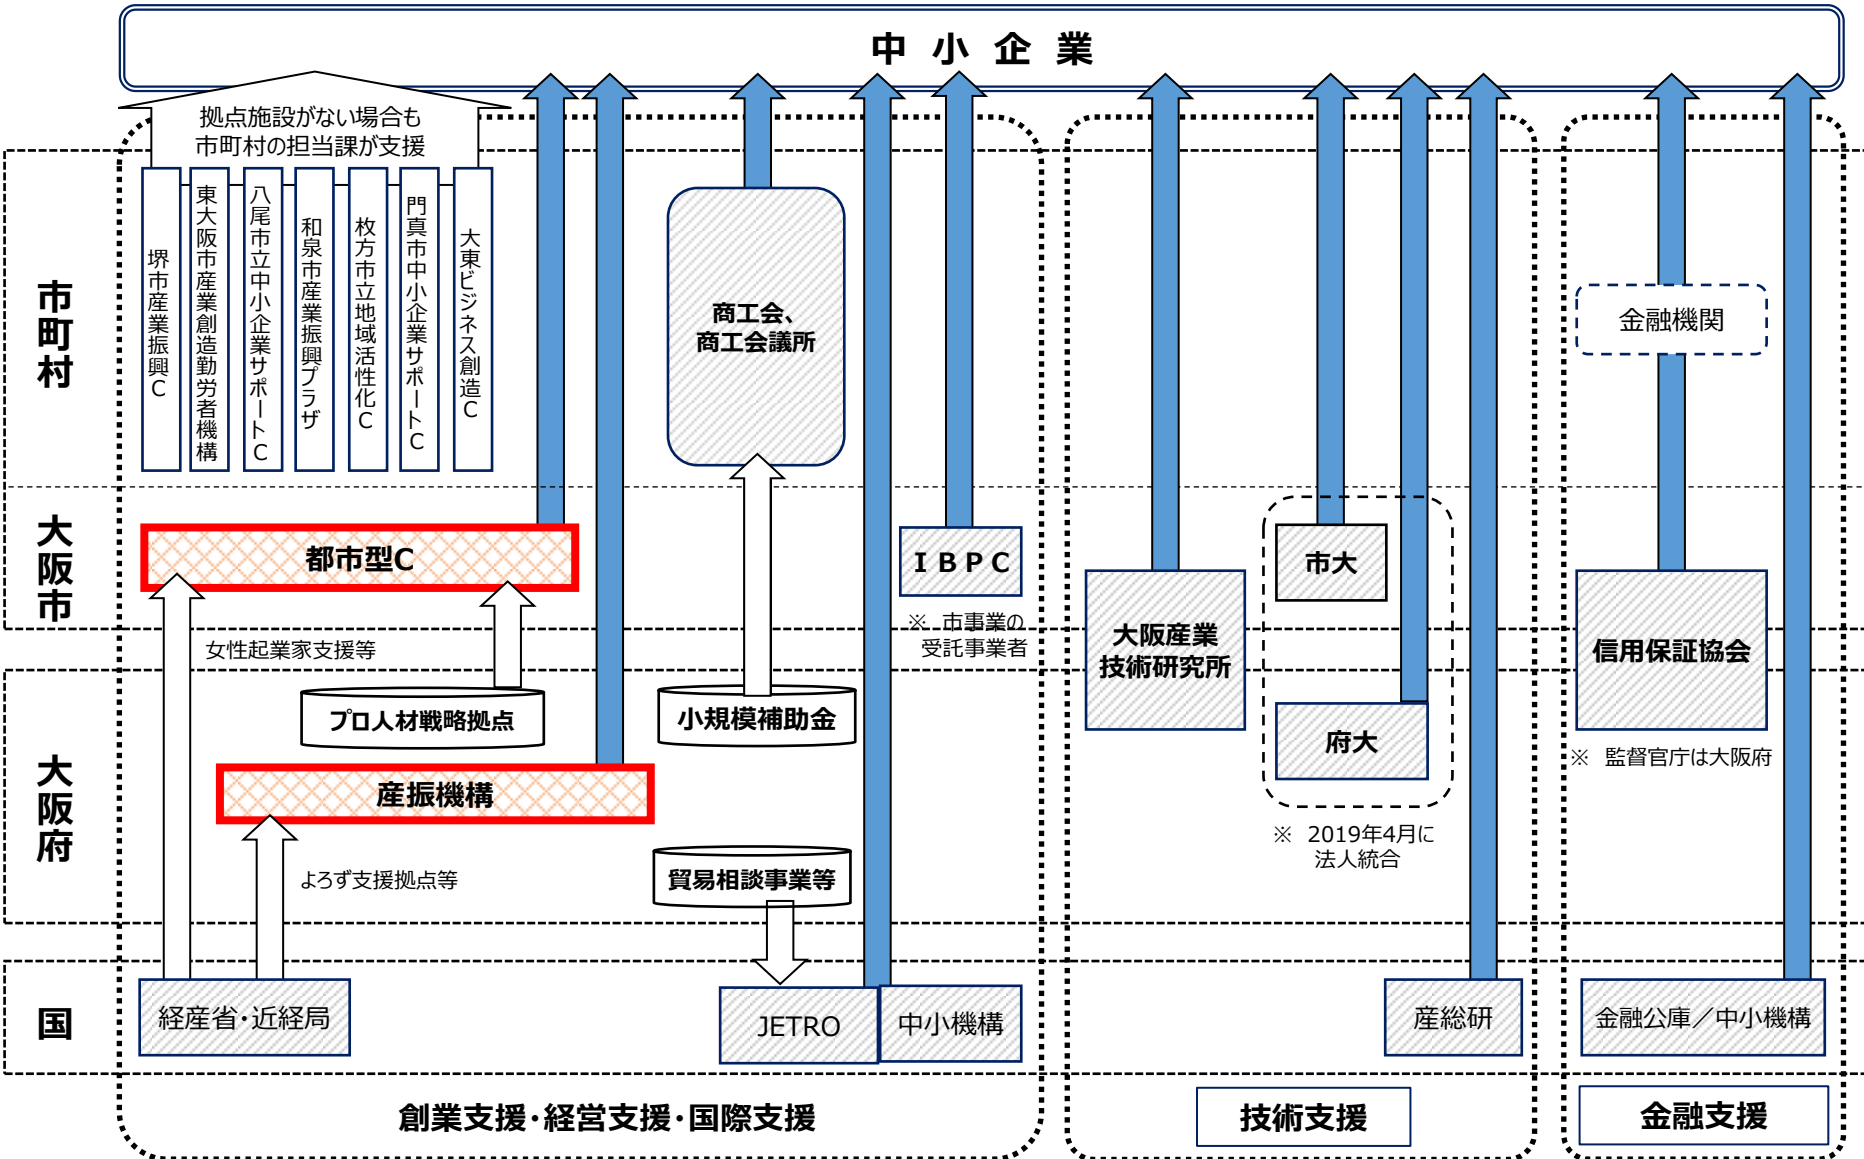 中小企業
拠点施設がない場合も
市町村の担当課が支援
市町村
堺市産業振興C
東大阪市産業創造勤労者機構
八尾市立中小企業サポートC
和泉市産業振興プラザ
枚方市立地域活性化C
門真市中小企業サポートC
大東ビジネス創造C
商工会、
商工会議所
金融機関
大阪市
都市型C
IBPC
※ 市事業の
受託事業者
市大
大阪産業
技術研究所
信用保証協会
女性起業家支援等
大阪府
プロ人材戦略拠点
小規模補助金
府大
※ 監督官庁は大阪府
産振機構
※ 2019年4月に
法人統合
よろず支援拠点等
貿易相談事業等
国
経産省・近経局
JETRO
中小機構
産総研
金融公庫／中小機構
創業支援・経営支援・国際支援
技術支援
金融支援